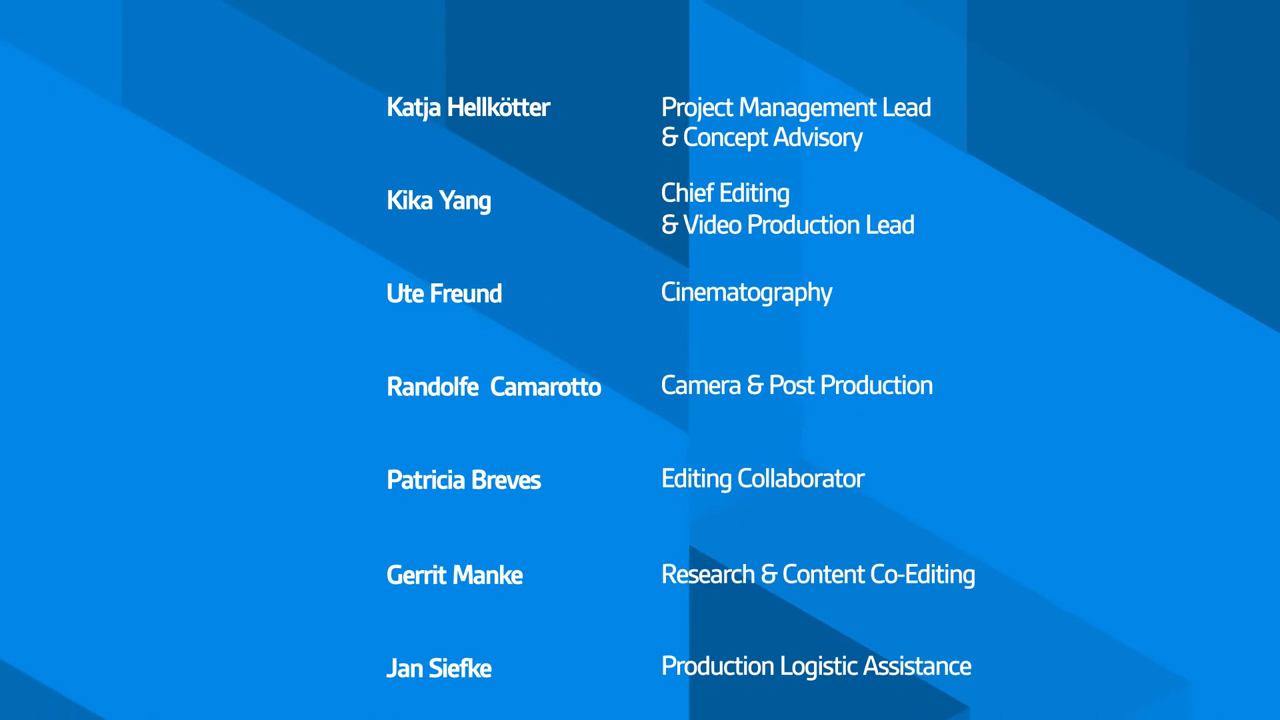 Katja Hellkötter Project Management Lead
& Concept Advisory
Kika Yang Chief Editing
& Video Production Lead
Ute Freund Cinematography
Randolfe Camarotto Camera & Post Production
Patricia Breves Editing Collaborator
Gerrit Manke Research & Content Co-Editing
Jan Siefke Production Logistic Assistance